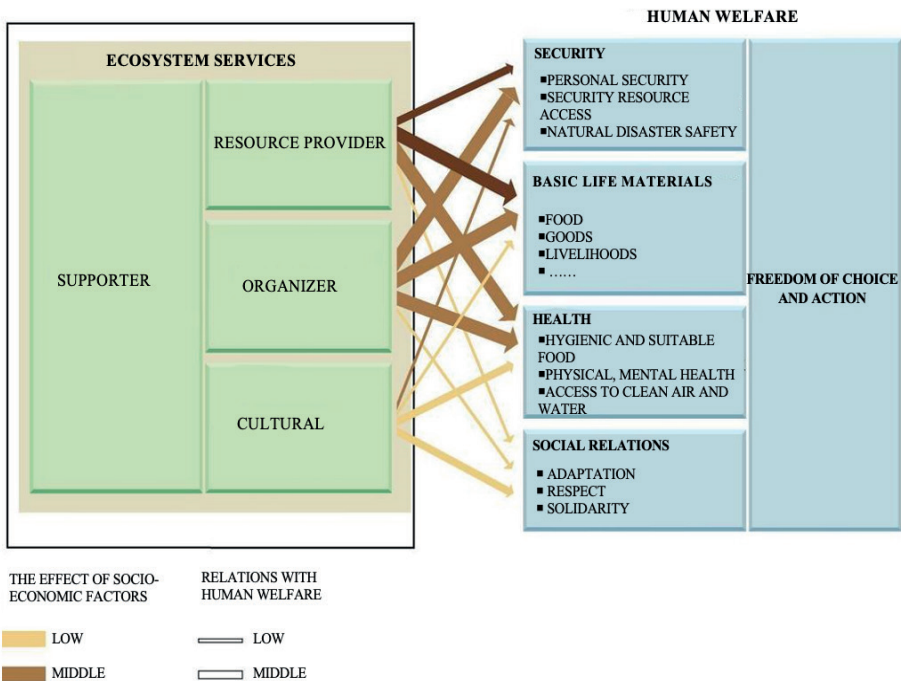 HUMAN WELFARE
ECOSYSTEM SERVICES
SUPPORTER
RESOURCE PROVIDER
ORGANIZER
CULTURAL
SECURITY
■PERSONAL SECURITY
■SECURITY RESOURCE
ACCESS
■NATURAL DISASTER SAFETY
BASIC LIFE MATERIALS
■FOOD
■GOODS
■LIVELIHOODS
■ ......
HEALTH
■HYGIENIC AND SUITABLE
FOOD
■PHYSICAL, MENTAL HEALTH
■ACCESS TO CLEAN AIR AND
WATER
SOCIAL RELATIONS
■ ADAPTATION
■ RESPECT
■ SOLIDARITY
FREEDOM OF CHOICE
AND ACTION
THE EFFECT OF SOCIO-
ECONOMIC FACTORS
LOW
MIDDLE
RELATIONS WITH
HUMAN WELFARE
LOW
MIDDLE